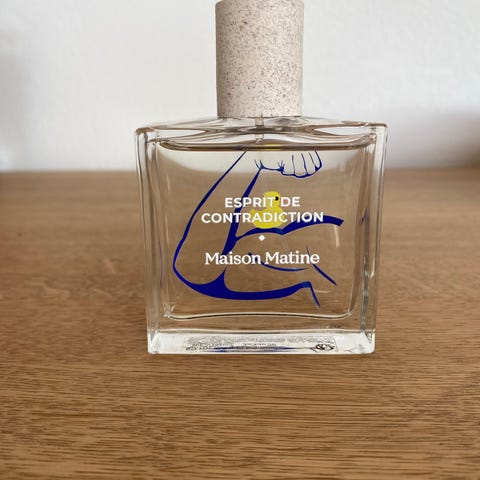 ESPRIT DE
CONTRADICTION
Maison Matine